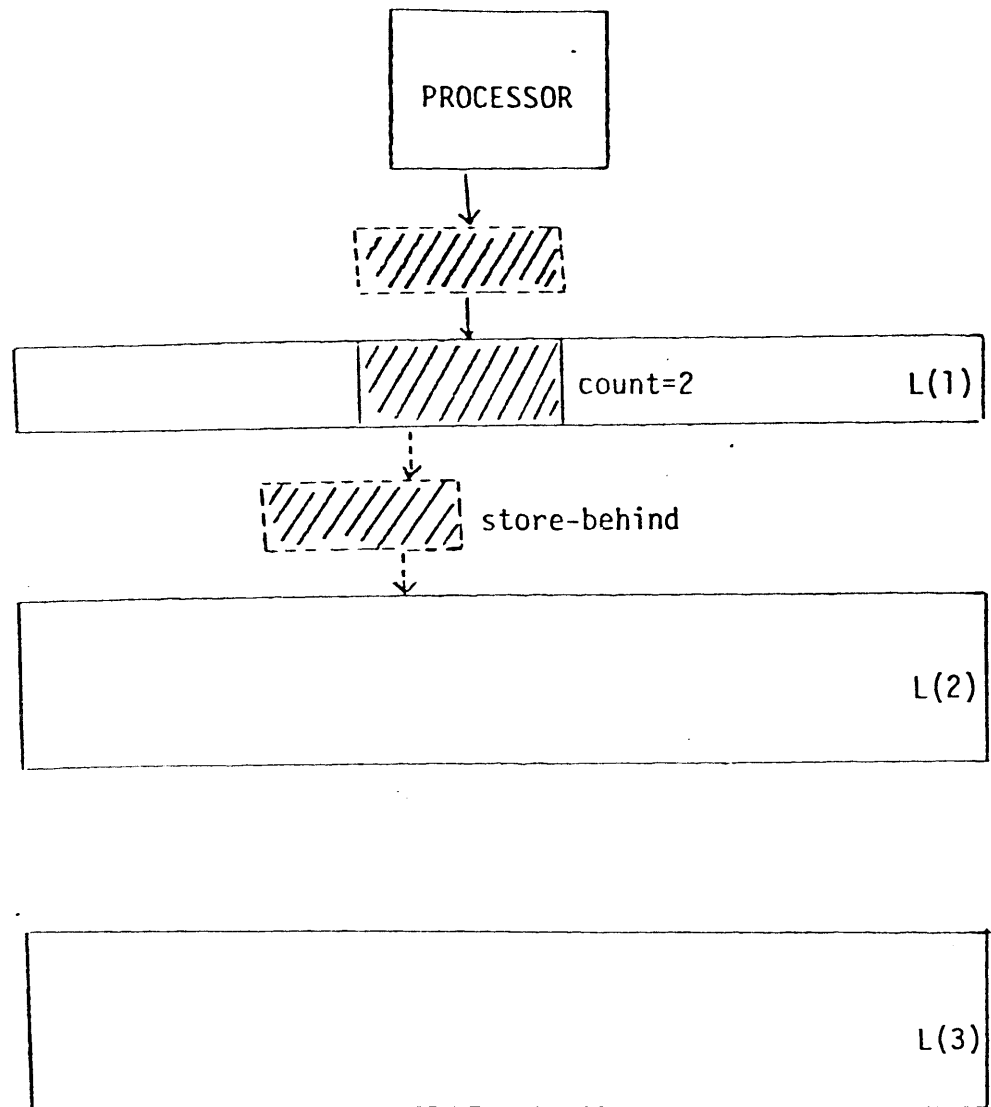 PROCESSOR
count=2
L(1)
store-behind
L(2)
L(3)